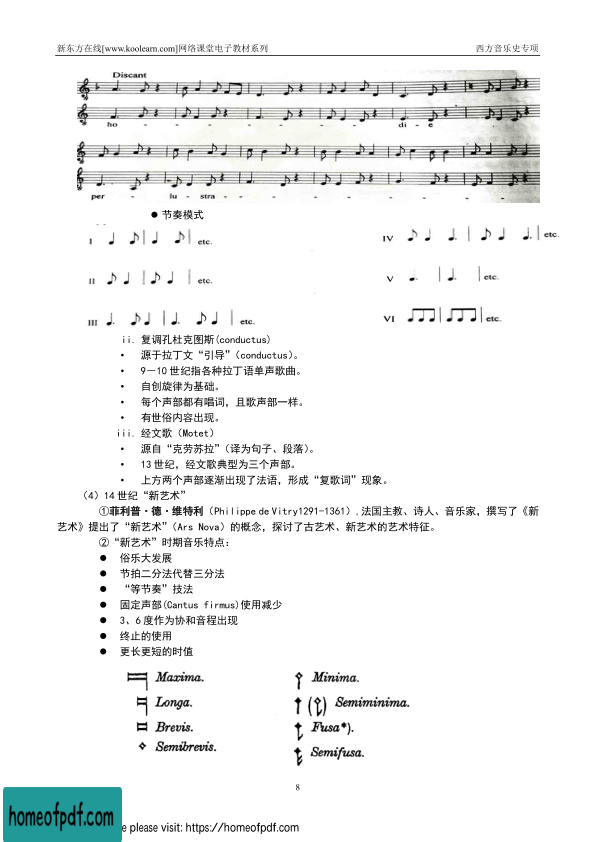 新东方在线[www.koolearn.com]网络课堂电子教材系列 西方音乐史专项
Discant
ho - - - - - - di - e
per - lu - stra - - - - - - - -
● 节奏模式
I etc. IV etc.
II etc. V etc.
III etc. VI etc.
ii. 复调孔杜克图斯(conductus)
• 源于拉丁文“引导”(conductus)。
• 9－10 世纪指各种拉丁语单声歌曲。
• 自创旋律为基础。
• 每个声部都有唱词，且歌声部一样。
• 有世俗内容出现。
iii. 经文歌（Motet）
• 源自“克劳苏拉”（译为句子、段落）。
• 13 世纪，经文歌典型为三个声部。
• 上方两个声部逐渐出现了法语，形成“复歌词”现象。
（4）14 世纪“新艺术”
①菲利普·德·维特利（Philippe de Vitry1291-1361）,法国主教、诗人、音乐家，撰写了《新
艺术》提出了“新艺术”（Ars Nova）的概念，探讨了古艺术、新艺术的艺术特征。
②“新艺术”时期音乐特点：
● 俗乐大发展
● 节拍二分法代替三分法
● “等节奏”技法
● 固定声部(Cantus firmus)使用减少
● 3、6 度作为协和音程出现
● 终止的使用
● 更长更短的时值
Maxima. Minima.
Longa. Semiminima.
Brevis. Fusa*).
Semibrevis. Semifusa.
8
homeofpdf.com
e please visit: https://homeofpdf.com